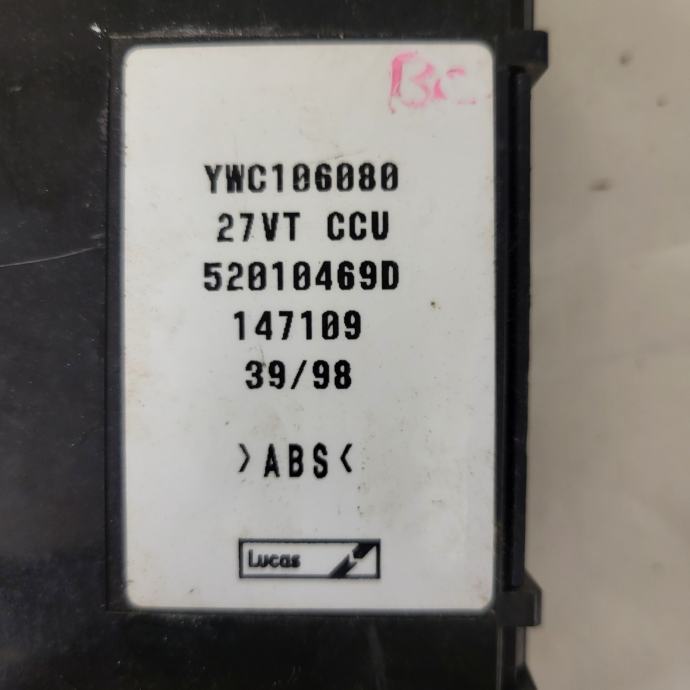 BC
YWC106080
27VT CCU
52010469D
147109
39/98
>ABS<
Lucas